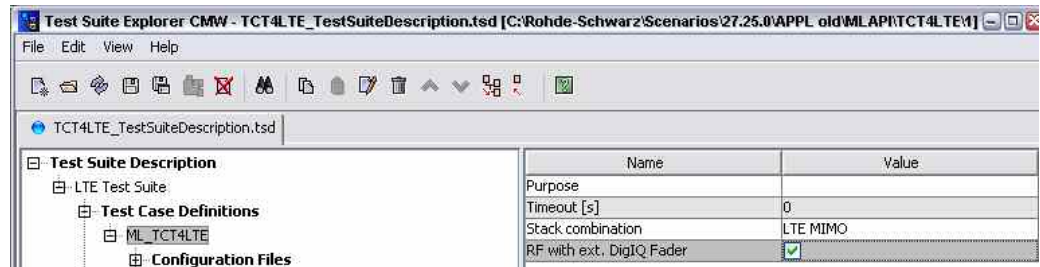 Test Suite Explorer CMW - TCT4LTE_TestSuiteDescription.tsd [C:\Rohde-Schwarz\Scenarios\27.25.0\APPL old\MLAPI\TCT4LTE\1]
File Edit View Help
TCT4LTE_TestSuiteDescription.tsd
Test Suite Description
LTE Test Suite
Test Case Definitions
ML_TCT4LTE
Configuration Files
Name Value
Purpose
Timeout [s] 0
Stack combination LTE MIMO
RF with ext. DigIQ Fader